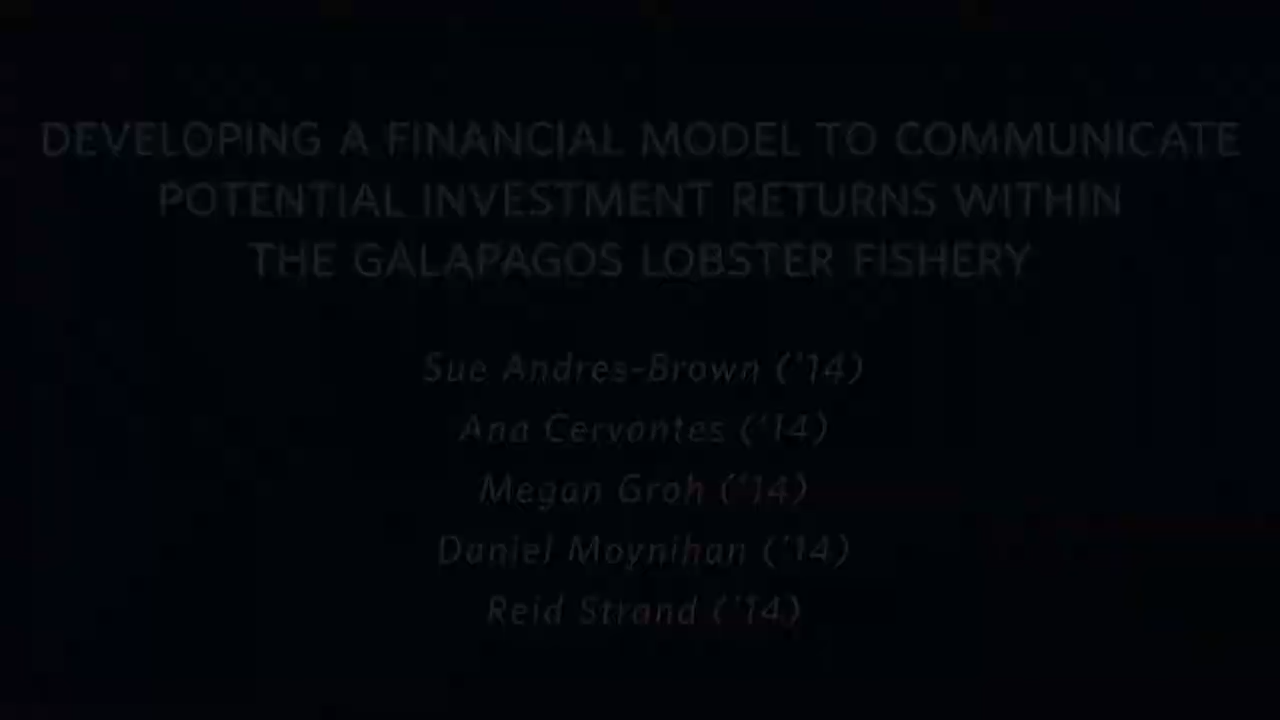 DEVELOPING A FINANCIAL MODEL TO COMMUNICATE
POTENTIAL INVESTMENT RETURNS WITHIN
THE GALAPAGOS LOBSTER FISHERY
Sue Andres-Brown ('14)
Ana Cervantes ('14)
Megan Groh ('14)
Daniel Moynihan ('14)
Reid Strand ('14)